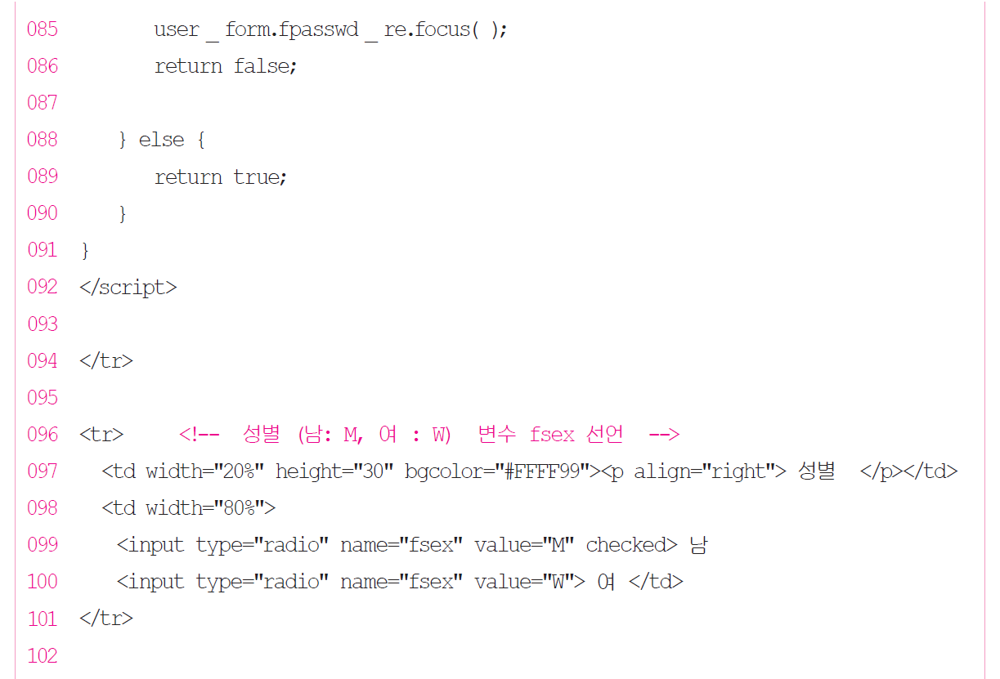 085 user _ form.fpasswd _ re.focus( );
086 return false;
087
088 } else {
089 return true;
090 }
091 }
092 </script>
093
094 </tr>
095
096 <tr> <!-- 성별 (남: M, 여 : W) 변수 fsex 선언 -->
097 <td width="20%" height="30" bgcolor="#FFFF99"><p align="right"> 성별 </p></td>
098 <td width="80%">
099 <input type="radio" name="fsex" value="M" checked> 남
100 <input type="radio" name="fsex" value="W"> 여 </td>
101 </tr>
102